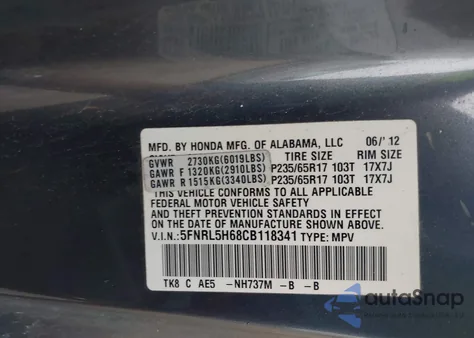 MFD. BY HONDA MFG. OF ALABAMA, LLC 06/12
GVWR 2730KG(6019LBS) TIRE SIZE RIM SIZE
GAWR F 1320KG(2910LBS) P235/65R17 103T 17X7J
GAWR R 1515KG(3340LBS) P235/65R17 103T 17X7J
THIS VEHICLE CONFORMS TO ALL APPLICABLE
FEDERAL MOTOR VEHICLE SAFETY
AND THEFT PREVENTION STANDARDS IN EFFECT ON THE
DATE OF MANUFACTURE SHOWN ABOVE.
V.I.N.: 5FNRL5H68CB118341 TYPE: MPV
TK8 C AE5 -NH737M -B -B
autoSnap